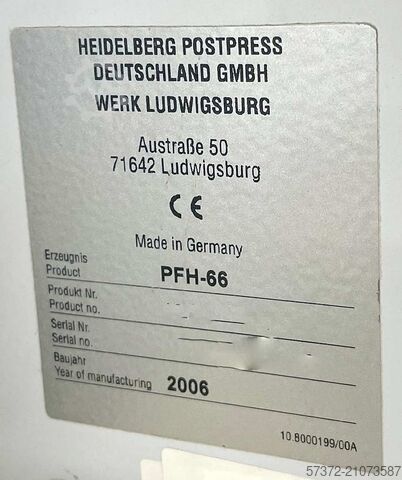 HEIDELBERG POSTPRESS
DEUTSCHLAND GMBH
WERK LUDWIGSBURG
Austraße 50
71642 Ludwigsburg
CE
Made in Germany
Erzeugnis
Product PFH-66
Produkt Nr.
Product no.
Serial Nr.
Serial no.
Baujahr
Year of manufacturing 2006
10.8000199/00A
57372-21073587